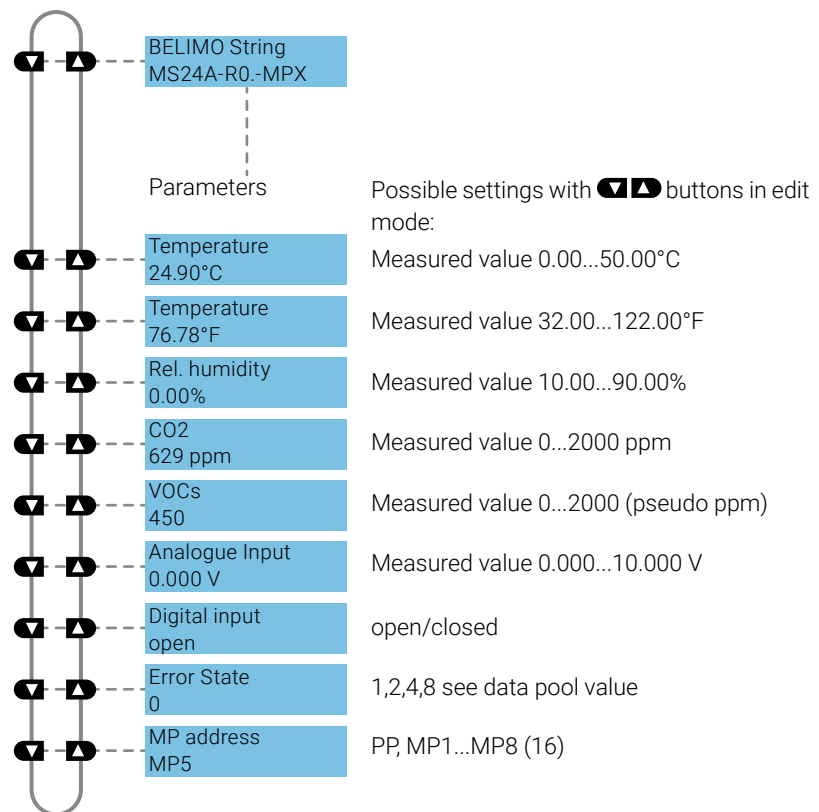 BELIMO String
MS24A-R0.-MPX
Parameters
Possible settings with buttons in edit
mode:
Temperature
24.90°C
Measured value 0.00...50.00°C
Temperature
76.78°F
Measured value 32.00...122.00°F
Rel. humidity
0.00%
Measured value 10.00...90.00%
CO2
629 ppm
Measured value 0...2000 ppm
VOCs
450
Measured value 0...2000 (pseudo ppm)
Analogue Input
0.000 V
Measured value 0.000...10.000 V
Digital input
open
open/closed
Error State
0
1,2,4,8 see data pool value
MP address
MP5
PP, MP1...MP8 (16)